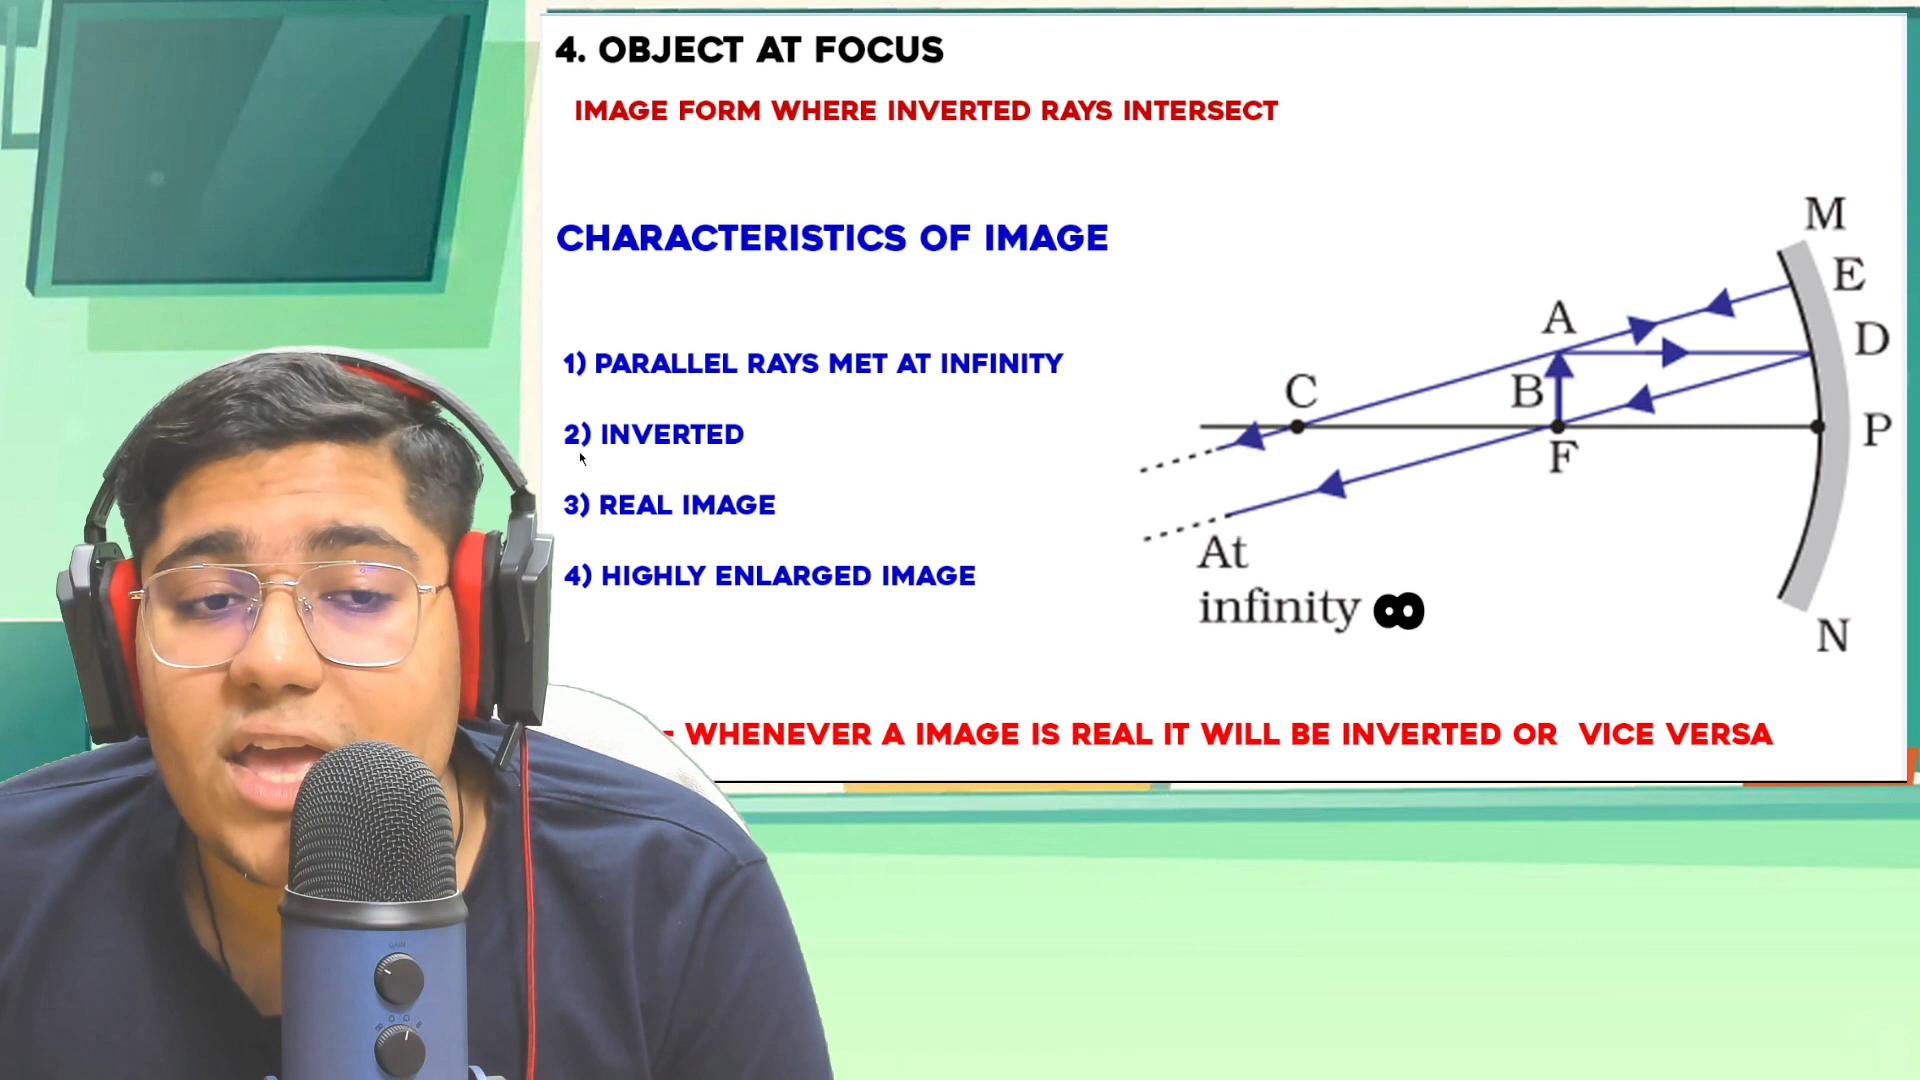 4. OBJECT AT FOCUS
IMAGE FORM WHERE INVERTED RAYS INTERSECT
CHARACTERISTICS OF IMAGE
1) PARALLEL RAYS MET AT INFINITY
2) INVERTED
3) REAL IMAGE
4) HIGHLY ENLARGED IMAGE
M
E
A
D
C
B
P
F
At
infinity ∞
N
- WHENEVER A IMAGE IS REAL IT WILL BE INVERTED OR VICE VERSA
GAIN